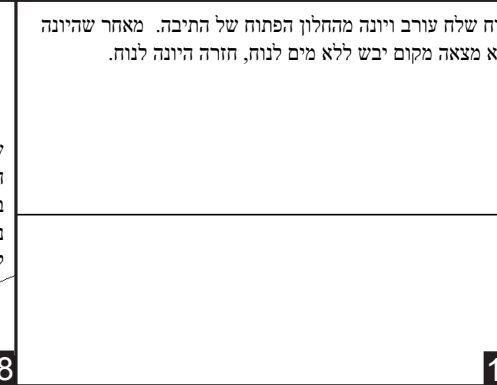 שלח עורב ויונה מהחלון הפתוח של התיבה. מאחר שהיונה
מצאה מקום יבש ללא מים לנוח, חזרה היונה לנוח.
8
1